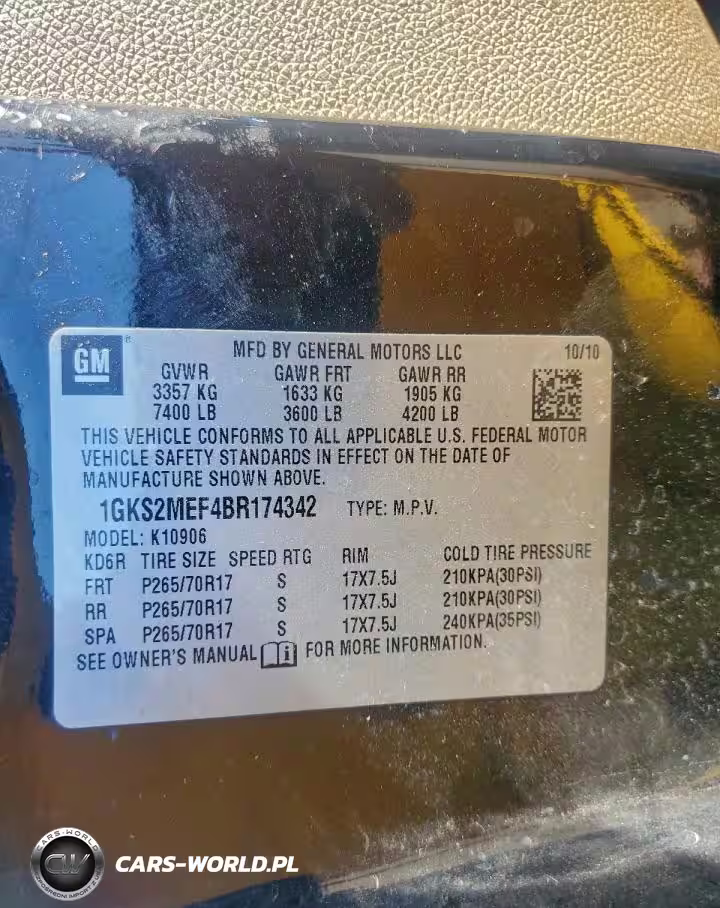 GM ®
MFD BY GENERAL MOTORS LLC 10/10
GVWR GAWR FRT GAWR RR
3357 KG 1633 KG 1905 KG
7400 LB 3600 LB 4200 LB
THIS VEHICLE CONFORMS TO ALL APPLICABLE U.S. FEDERAL MOTOR
VEHICLE SAFETY STANDARDS IN EFFECT ON THE DATE OF
MANUFACTURE SHOWN ABOVE.
1GKS2MEF4BR174342 TYPE: M.P.V.
MODEL: K10906
KD6R TIRE SIZE SPEED RTG RIM COLD TIRE PRESSURE
FRT P265/70R17 S 17X7.5J 210KPA(30PSI)
RR P265/70R17 S 17X7.5J 210KPA(30PSI)
SPA P265/70R17 S 17X7.5J 240KPA(35PSI)
SEE OWNER'S MANUAL i FOR MORE INFORMATION.
CARS-WORLD
CW
CARS-WORLD.PL